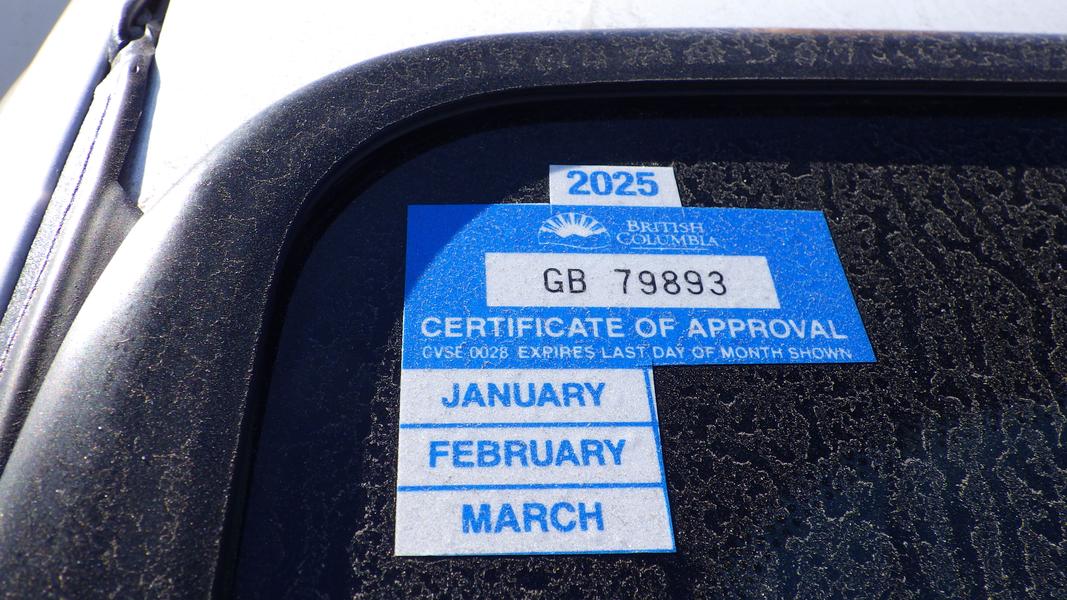 2025
BRITISH
COLUMBIA
GB 79893
CERTIFICATE OF APPROVAL
CVSE 0028 EXPIRES LAST DAY OF MONTH SHOWN
JANUARY
FEBRUARY
MARCH